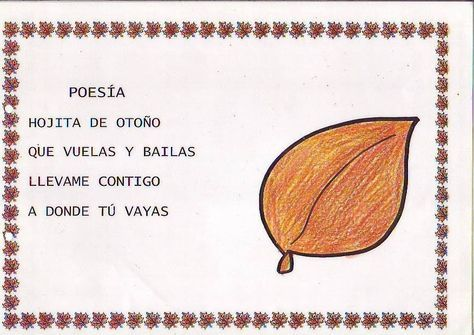 POESÍA
HOJITA DE OTOÑO
QUE VUELAS Y BAILAS
LLEVAME CONTIGO
A DONDE TÚ VAYAS